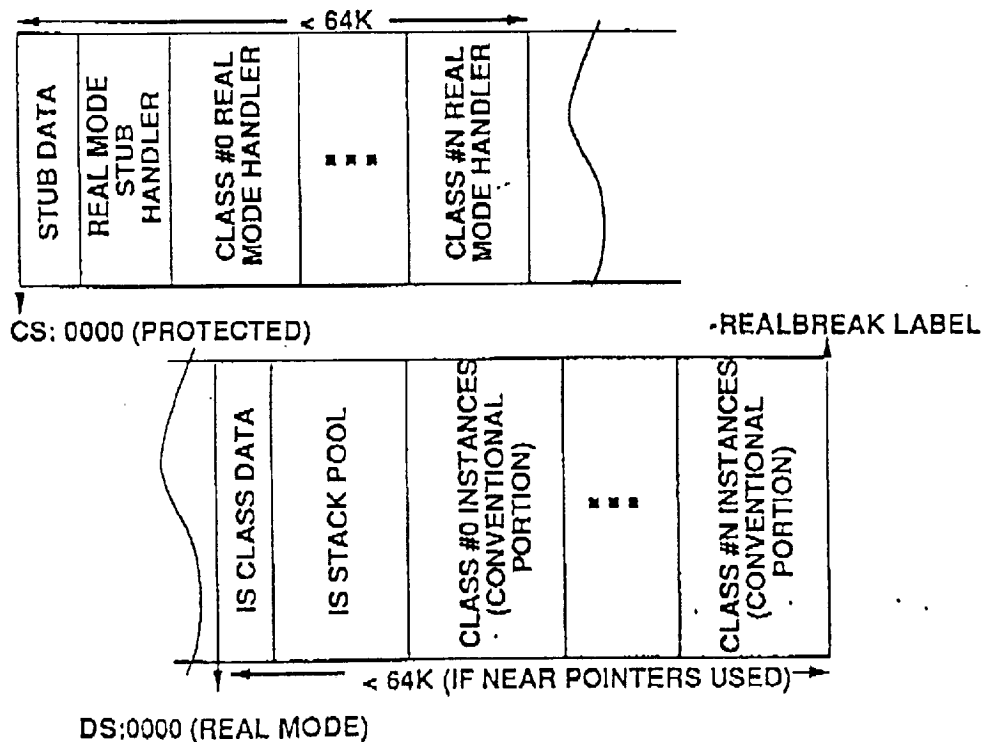 < 64K
STUB DATA
REAL MODE
STUB
HANDLER
CLASS #0 REAL
MODE HANDLER
▪ ▪ ▪
CLASS #N REAL
MODE HANDLER
CS: 0000 (PROTECTED)
REALBREAK LABEL
IS CLASS DATA
IS STACK POOL
CLASS #0 INSTANCES
(CONVENTIONAL
PORTION)
▪ ▪ ▪
CLASS #N INSTANCES
(CONVENTIONAL
PORTION)
< 64K (IF NEAR POINTERS USED)
DS:0000 (REAL MODE)